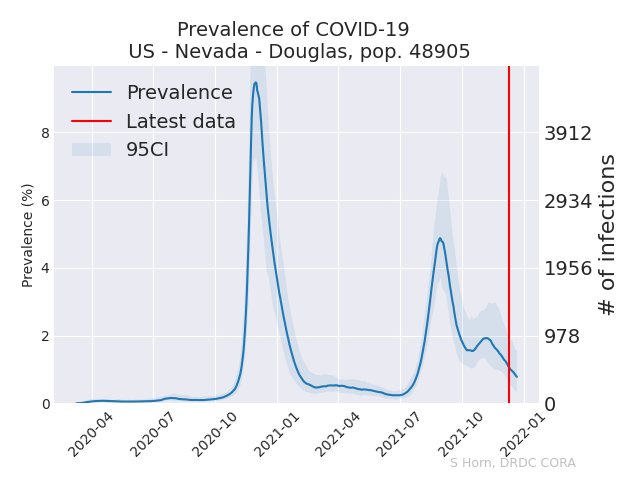 Prevalence of COVID-19
US - Nevada - Douglas, pop. 48905
Prevalence
Latest data
95CI
8
6
4
2
0
Prevalence (%)
3912
2934
1956
978
0
# of infections
2020-04
2020-07
2020-10
2021-01
2021-04
2021-07
2021-10
2022-01
S Horn, DRDC CORA